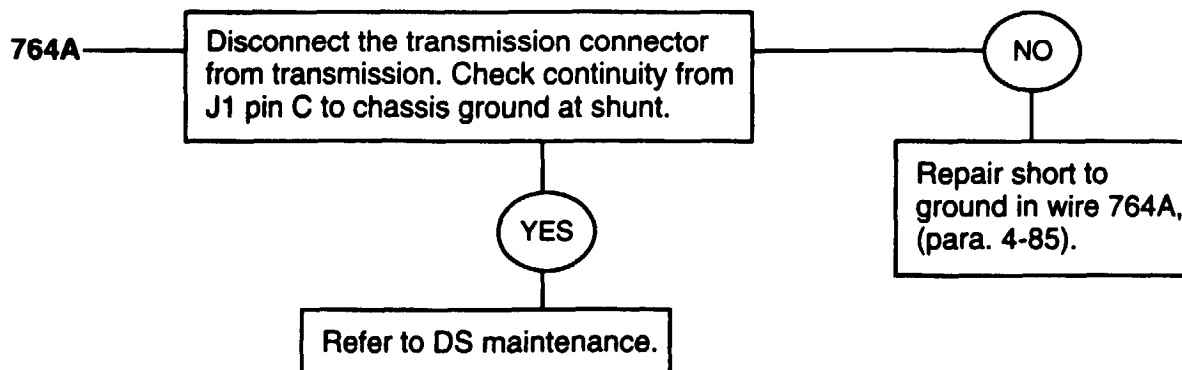 764A
Disconnect the transmission connector
from transmission. Check continuity from
J1 pin C to chassis ground at shunt.
NO
Repair short to
ground in wire 764A,
(para. 4-85).
YES
Refer to DS maintenance.